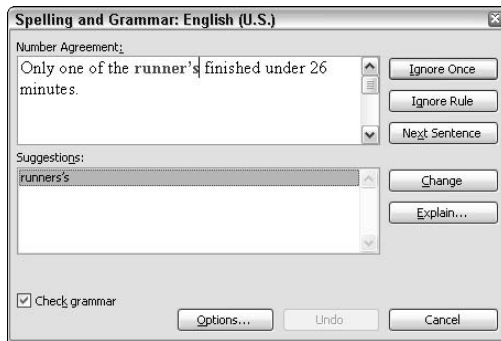 Spelling and Grammar: English (U.S.)
Number Agreement:
Only one of the runner's finished under 26
minutes.
Ignore Once
Ignore Rule
Next Sentence
Suggestions:
runners's
Change
Explain...
Check grammar
Options...
Undo
Cancel